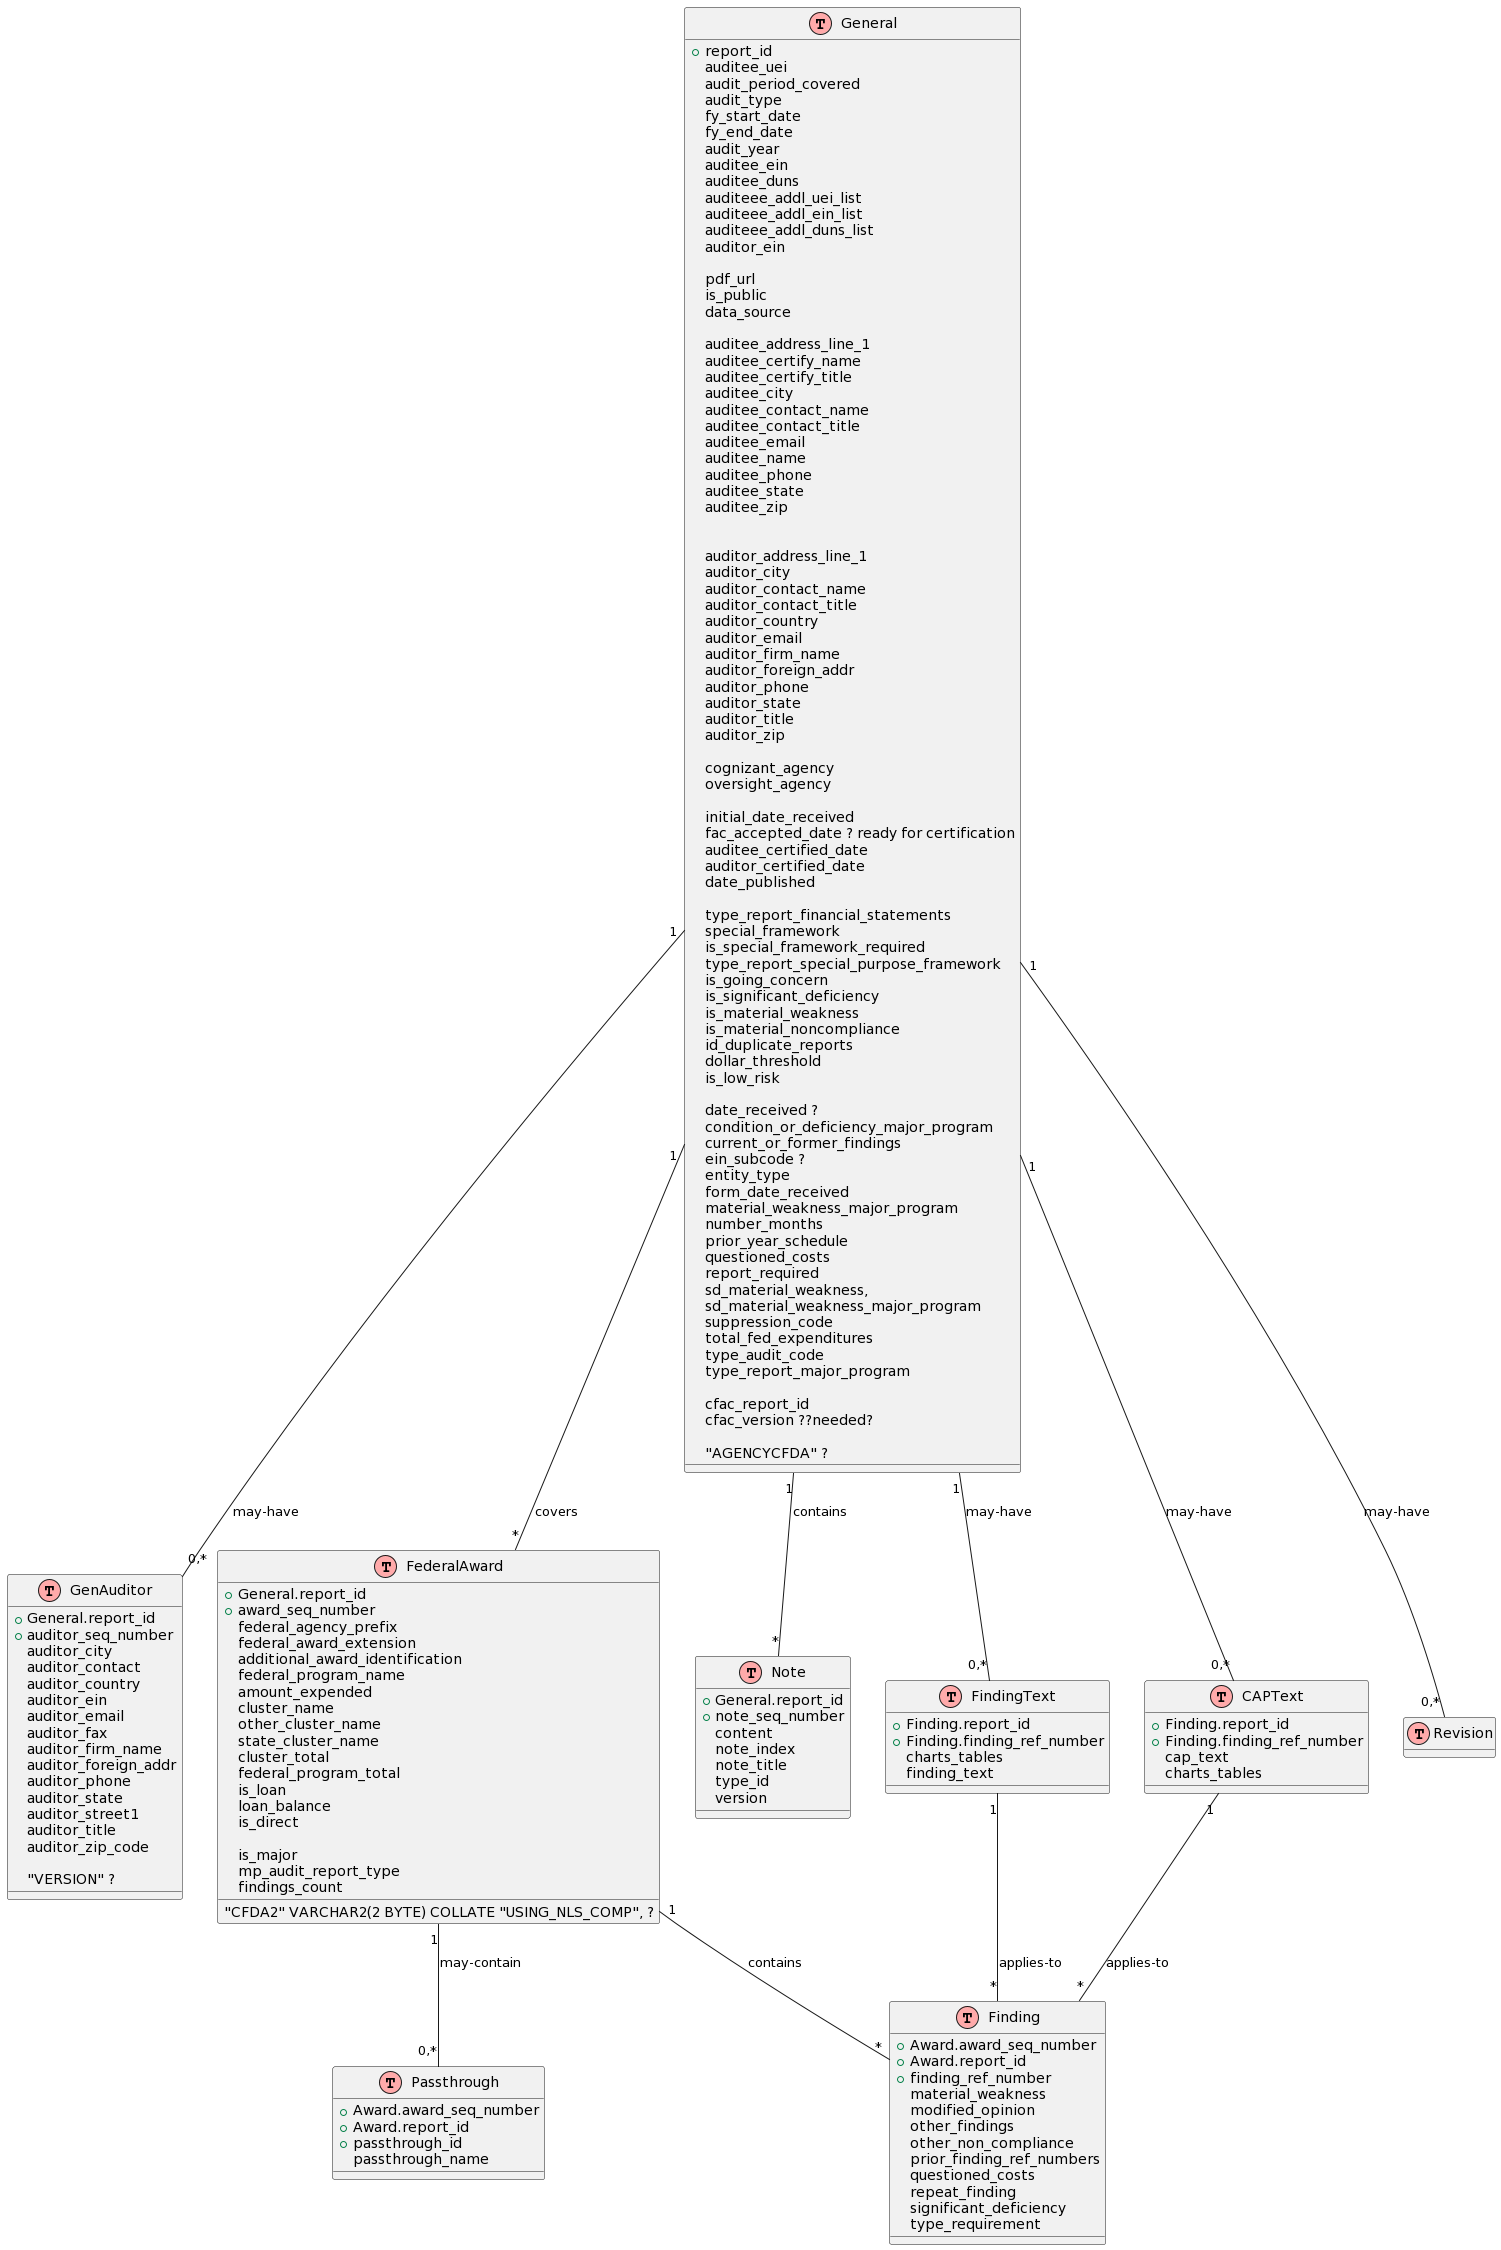 T General
report_id
auditee_uei
audit_period_covered
audit_type
fy_start_date
fy_end_date
audit_year
auditee_ein
auditee_duns
auditeee_addl_uei_list
auditeee_addl_ein_list
auditeee_addl_duns_list
auditor_ein
pdf_url
is_public
data_source
auditee_address_line_1
auditee_certify_name
auditee_certify_title
auditee_city
auditee_contact_name
auditee_contact_title
auditee_email
auditee_name
auditee_phone
auditee_state
auditee_zip
auditor_address_line_1
auditor_city
auditor_contact_name
auditor_contact_title
auditor_country
auditor_email
auditor_firm_name
auditor_foreign_addr
auditor_phone
auditor_state
auditor_title
auditor_zip
cognizant_agency
oversight_agency
initial_date_received
fac_accepted_date ? ready for certification
auditee_certified_date
auditor_certified_date
date_published
type_report_financial_statements
special_framework
is_special_framework_required
type_report_special_purpose_framework
is_going_concern
is_significant_deficiency
is_material_weakness
is_material_noncompliance
id_duplicate_reports
dollar_threshold
is_low_risk
date_received ?
condition_or_deficiency_major_program
current_or_former_findings
ein_subcode ?
entity_type
form_date_received
material_weakness_major_program
number_months
prior_year_schedule
questioned_costs
report_required
sd_material_weakness,
sd_material_weakness_major_program
suppression_code
total_fed_expenditures
type_audit_code
type_report_major_program
cfac_report_id
cfac_version ??needed?
"AGENCYCFDA" ?
1
1
1
1
1
1
may-have
covers
contains
may-have
may-have
may-have
0,*
*
*
0,*
0,*
0,*
T GenAuditor
General.report_id
auditor_seq_number
auditor_city
auditor_contact
auditor_country
auditor_ein
auditor_email
auditor_fax
auditor_firm_name
auditor_foreign_addr
auditor_phone
auditor_state
auditor_street1
auditor_title
auditor_zip_code
"VERSION" ?
T FederalAward
General.report_id
award_seq_number
federal_agency_prefix
federal_award_extension
additional_award_identification
federal_program_name
amount_expended
cluster_name
other_cluster_name
state_cluster_name
cluster_total
federal_program_total
is_loan
loan_balance
is_direct
is_major
mp_audit_report_type
findings_count
"CFDA2" VARCHAR2(2 BYTE) COLLATE "USING_NLS_COMP", ?
T Note
General.report_id
note_seq_number
content
note_index
note_title
type_id
version
T FindingText
Finding.report_id
Finding.finding_ref_number
charts_tables
finding_text
T CAPText
Finding.report_id
Finding.finding_ref_number
cap_text
charts_tables
T Revision
1
1
1
1
may-contain
contains
applies-to
applies-to
0,*
*
*
*
T Passthrough
Award.award_seq_number
Award.report_id
passthrough_id
passthrough_name
T Finding
Award.award_seq_number
Award.report_id
finding_ref_number
material_weakness
modified_opinion
other_findings
other_non_compliance
prior_finding_ref_numbers
questioned_costs
repeat_finding
significant_deficiency
type_requirement